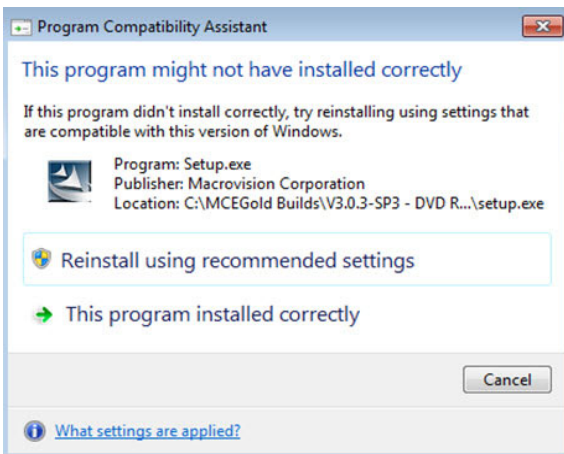 Program Compatibility Assistant
This program might not have installed correctly
If this program didn't install correctly, try reinstalling using settings that
are compatible with this version of Windows.
Program: Setup.exe
Publisher: Macrovision Corporation
Location: C:\MCEGold Builds\V3.0.3-SP3 - DVD R...\setup.exe
Reinstall using recommended settings
This program installed correctly
Cancel
What settings are applied?